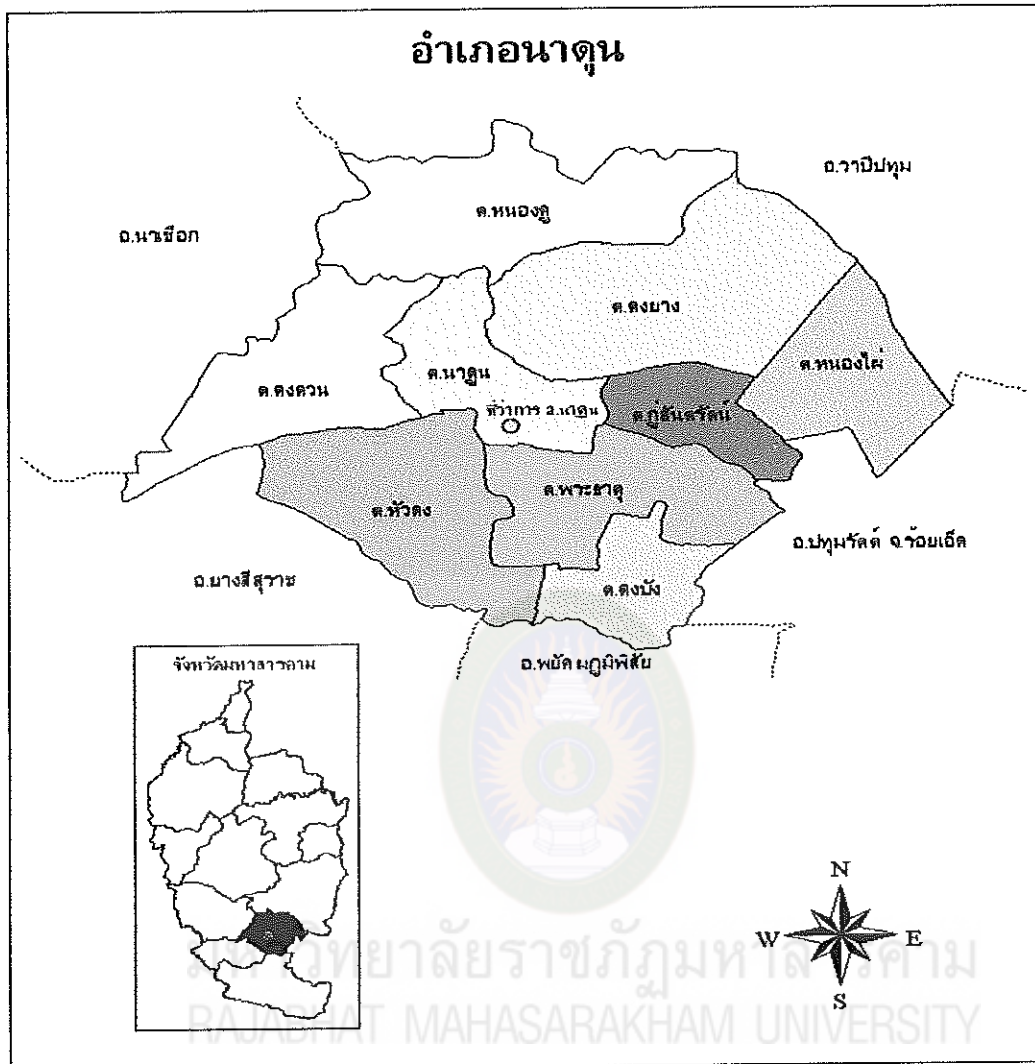 อำเภอนาดูน
อ.วาปีปทุม
ต.หนองคู
อ.นาเชือก
ต.ดงยาง
ต.หนองไผ่
ต.นาดูน
ต.ดงดวน
ที่ว่าการ อ.นาดูน
ต.กู่สันตรัตน์
ต.พระธาตุ
ต.หัวดง
อ.ปทุมรัตต์ จ.ร้อยเอ็ด
อ.ยางสีสุราช
ต.ดงบัง
อ.พยัคฆภูมิพิสัย
จังหวัดมหาสารคาม
N
W E
S
มหาวิทยาลัยราชภัฏมหาสารคาม
RAJABHAT MAHASARAKHAM UNIVERSITY